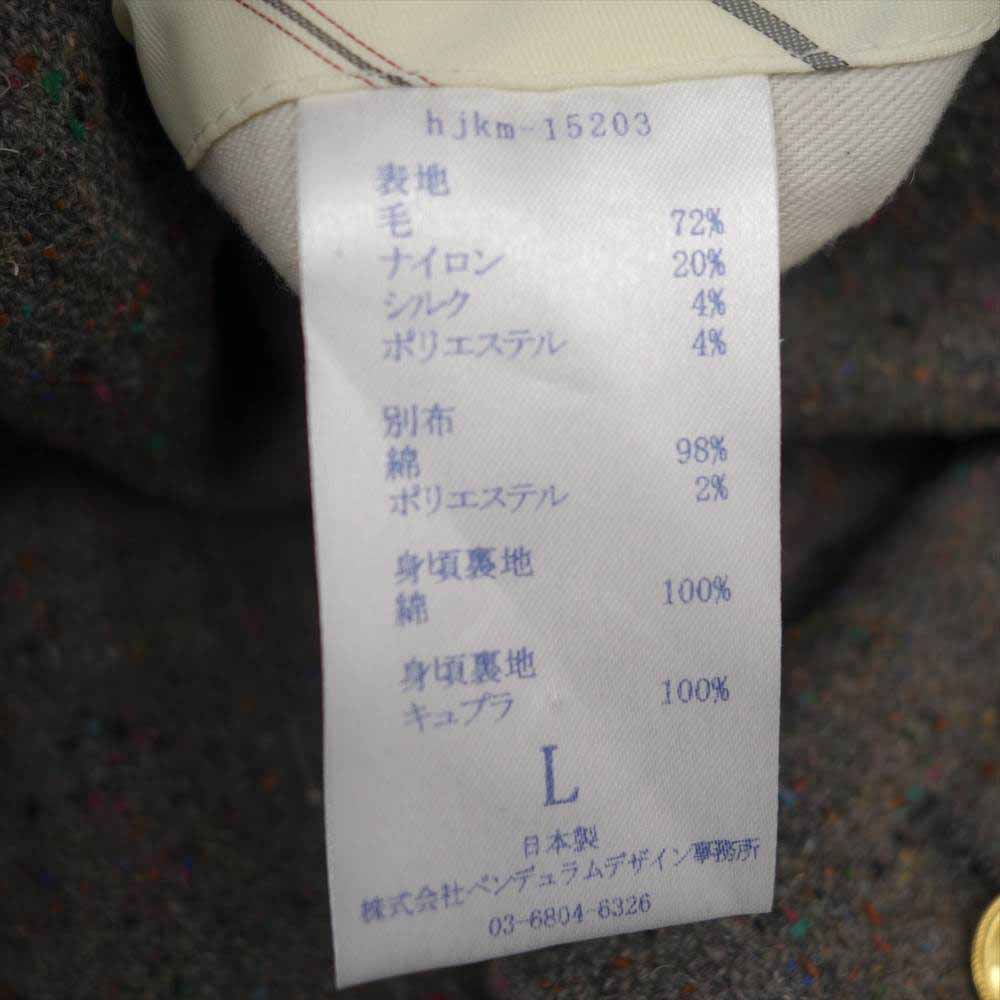 hjkm-15203
表地
毛 72%
ナイロン 20%
シルク 4%
ポリエステル 4%
別布
綿 98%
ポリエステル 2%
身頃裏地
綿 100%
身頃裏地
キュプラ 100%
L
日本製
株式会社ペンデュラムデザイン事務所
03-6804-6326